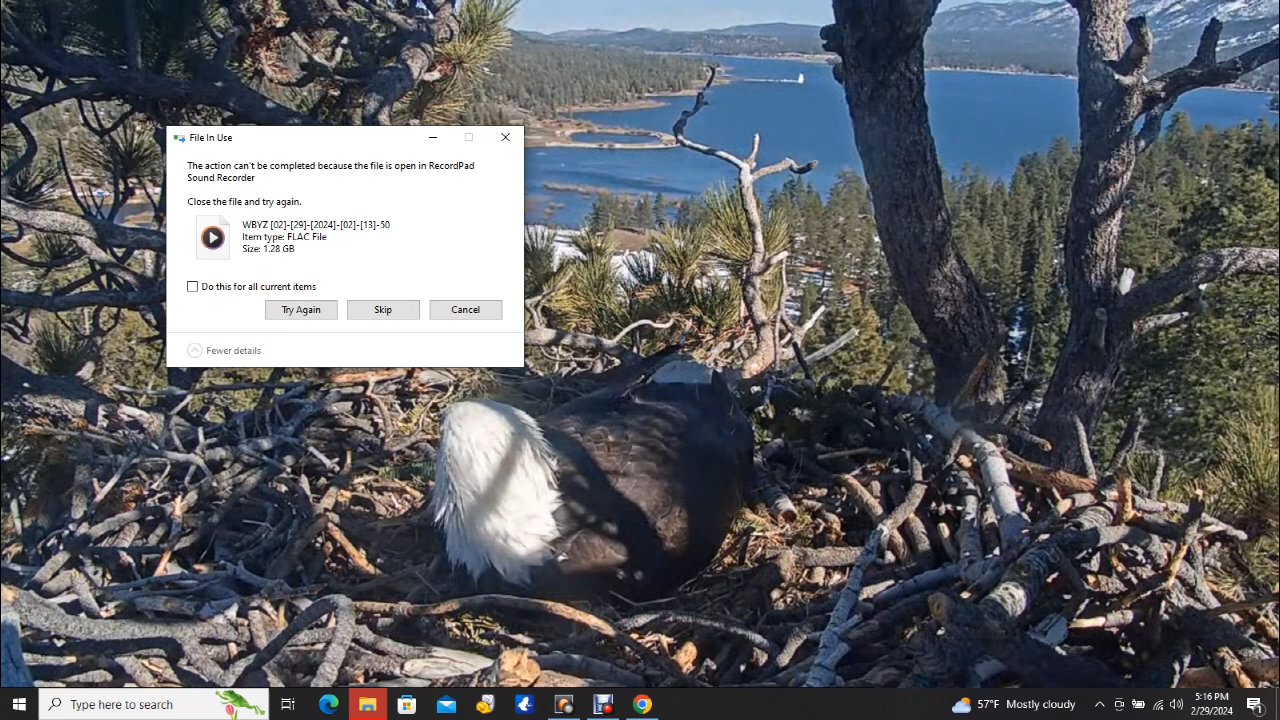 File In Use
The action can't be completed because the file is open in RecordPad
Sound Recorder
Close the file and try again.
WBYZ [02]-[29]-[2024]-[02]-[13]-50
Item type: FLAC File
Size: 1.28 GB
Do this for all current items
Try Again Skip Cancel
Fewer details
Type here to search
57°F Mostly cloudy
5:16 PM
2/29/2024
1